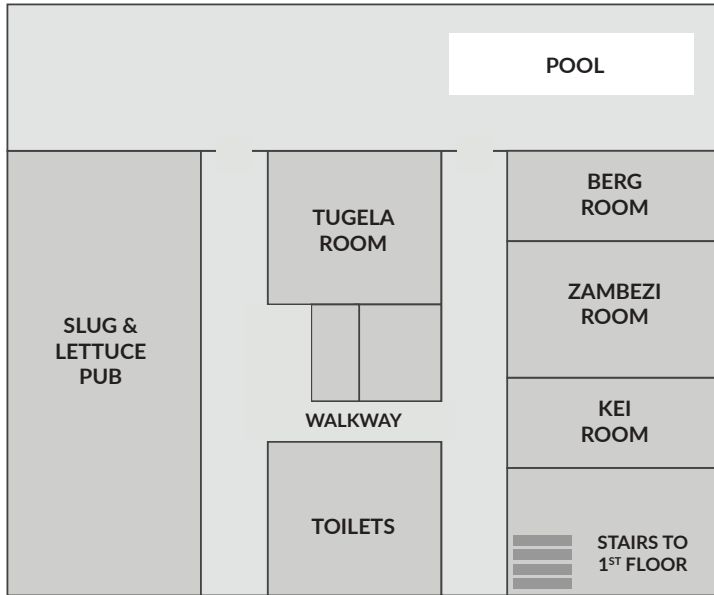 POOL
BERG
ROOM
TUGELA
ROOM
ZAMBEZI
ROOM
SLUG &
LETTUCE
PUB
KEI
ROOM
WALKWAY
TOILETS
STAIRS TO
1ST FLOOR